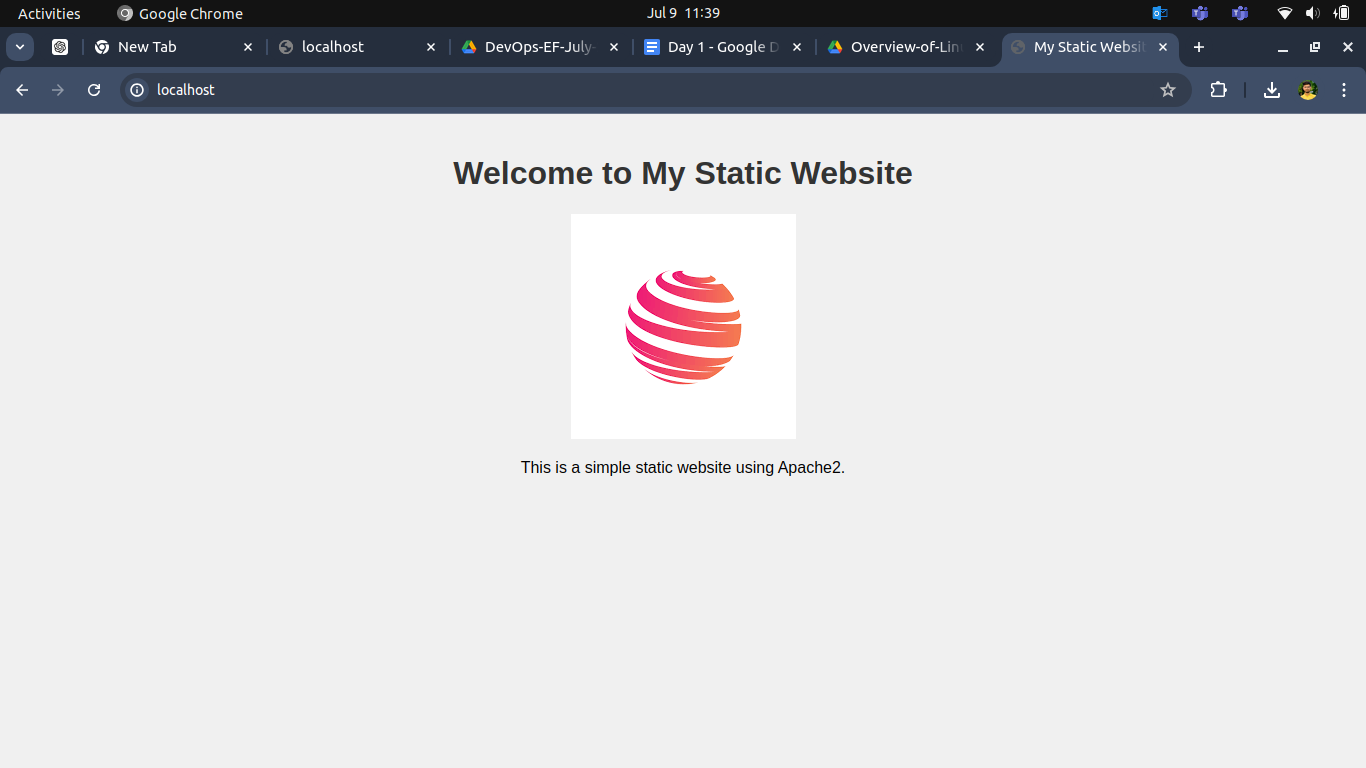 Activities Google Chrome Jul 9 11:39
New Tab localhost DevOps-EF-July- Day 1 - Google D Overview-of-Lin My Static Websi
localhost
Welcome to My Static Website
This is a simple static website using Apache2.